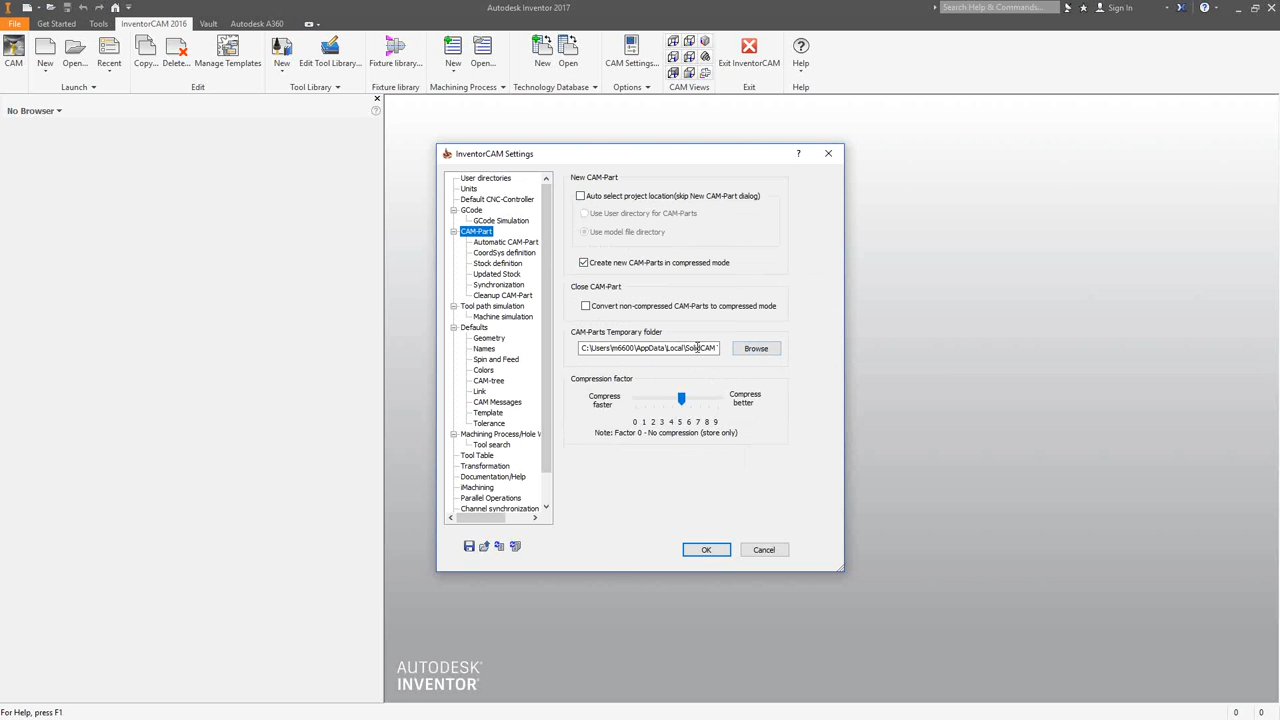 Autodesk Inventor 2017
Search Help & Commands...
Sign In
File
Get Started
Tools
InventorCAM 2016
Vault
Autodesk A360
CAM
New
Open...
Recent
Copy...
Delete...
Manage Templates
New
Edit Tool Library...
Fixture library...
New
Open...
New
Open
CAM Settings...
Exit InventorCAM
Help
Launch
Edit
Tool Library
Fixture library
Machining Process
Technology Database
Options
CAM Views
Exit
Help
No Browser
InventorCAM Settings
User directories
Units
Default CNC-Controller
GCode
GCode Simulation
CAM-Part
Automatic CAM-Part
CoordSys definition
Stock definition
Updated Stock
Synchronization
Cleanup CAM-Part
Tool path simulation
Machine simulation
Defaults
Geometry
Names
Spin and Feed
Colors
CAM-tree
Link
CAM Messages
Template
Tolerance
Machining Process/Hole W
Tool search
Tool Table
Transformation
Documentation/Help
iMachining
Parallel Operations
Channel synchronization
New CAM-Part
Auto select project location(skip New CAM-Part dialog)
Use User directory for CAM-Parts
Use model file directory
Create new CAM-Parts in compressed mode
Close CAM-Part
Convert non-compressed CAM-Parts to compressed mode
CAM-Parts Temporary folder
C:\Users\m6600\AppData\Local\SolidCAM
Browse
Compression factor
Compress faster
Compress better
0 1 2 3 4 5 6 7 8 9
Note: Factor 0 - No compression (store only)
OK
Cancel
AUTODESK
INVENTOR
For Help, press F1
0
0